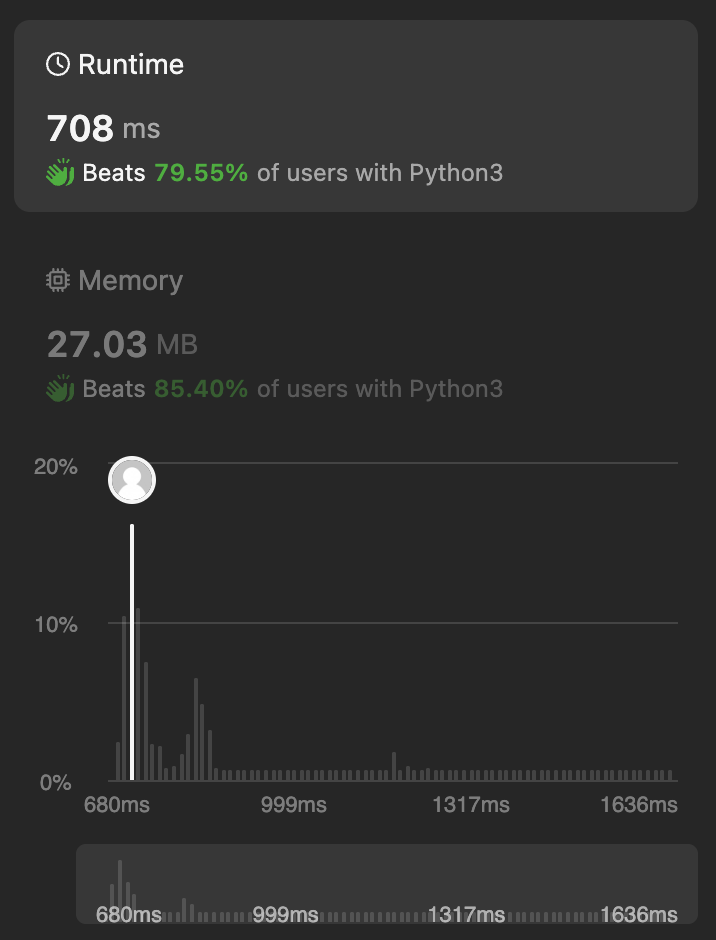 Runtime
708 ms
Beats 79.55% of users with Python3
Memory
27.03 MB
Beats 85.40% of users with Python3
20%
10%
0%
680ms 999ms 1317ms 1636ms
680ms 999ms 1317ms 1636ms